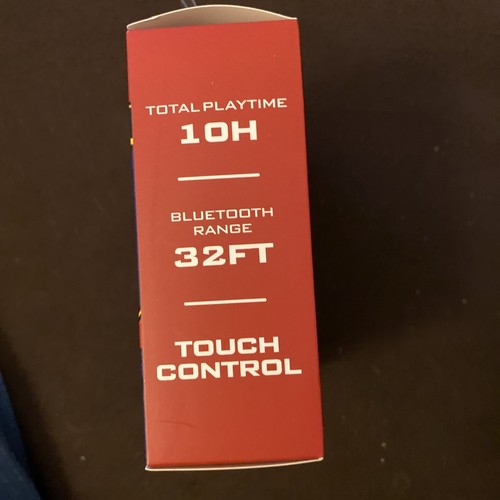 TOTAL PLAYTIME
10H
BLUETOOTH
RANGE
32FT
TOUCH
CONTROL